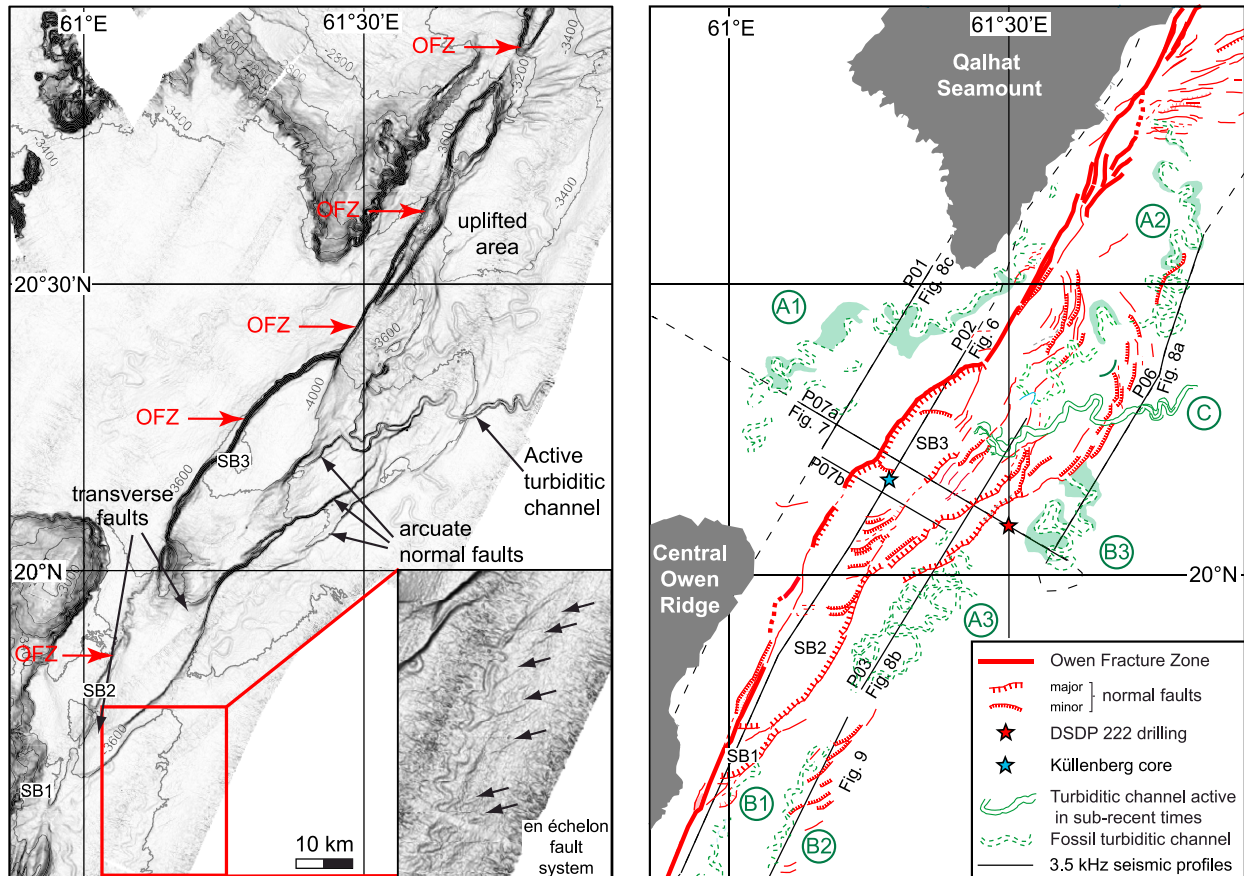 61°E
61°30'E
OFZ
-3400
-3200
-3000
-2800
-2600
-3400
-3400
3600
-3400
OFZ
uplifted
area
20°30'N
OFZ
-3600
4000
OFZ
SB3
-3600
Active
turbiditic
channel
transverse
faults
arcuate
normal faults
20°N
OFZ
SB2
-3600
SB1
10 km
en échelon
fault
system
61°E
61°30'E
Qalhat
Seamount
A2
P01
Fig. 8c
A1
P02
Fig. 6
P06
Fig. 8a
P07a
Fig. 7
C
SB3
P07b
B3
Central
Owen
Ridge
20°N
A3
SB2
P03
Fig. 8b
SB1
Fig. 9
B1
B2
Owen Fracture Zone
major
minor
normal faults
DSDP 222 drilling
Küllenberg core
Turbiditic channel active
in sub-recent times
Fossil turbiditic channel
3.5 kHz seismic profiles